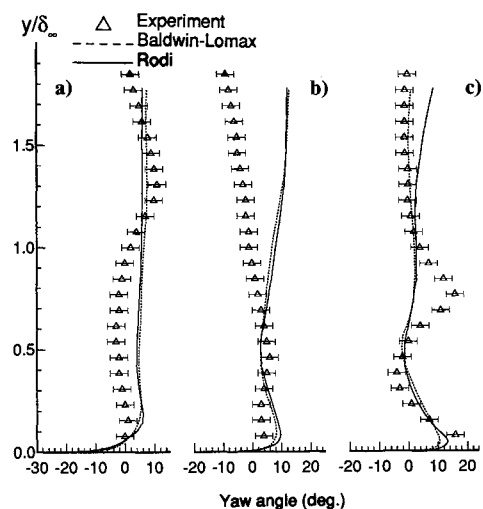 y/δ∞
Experiment
Baldwin-Lomax
Rodi
a) b) c)
1.5
1.0
0.5
0.0
-30 -20 -10 0 10 -20 -10 0 10 -20 -10 0 10 20
Yaw angle (deg.)